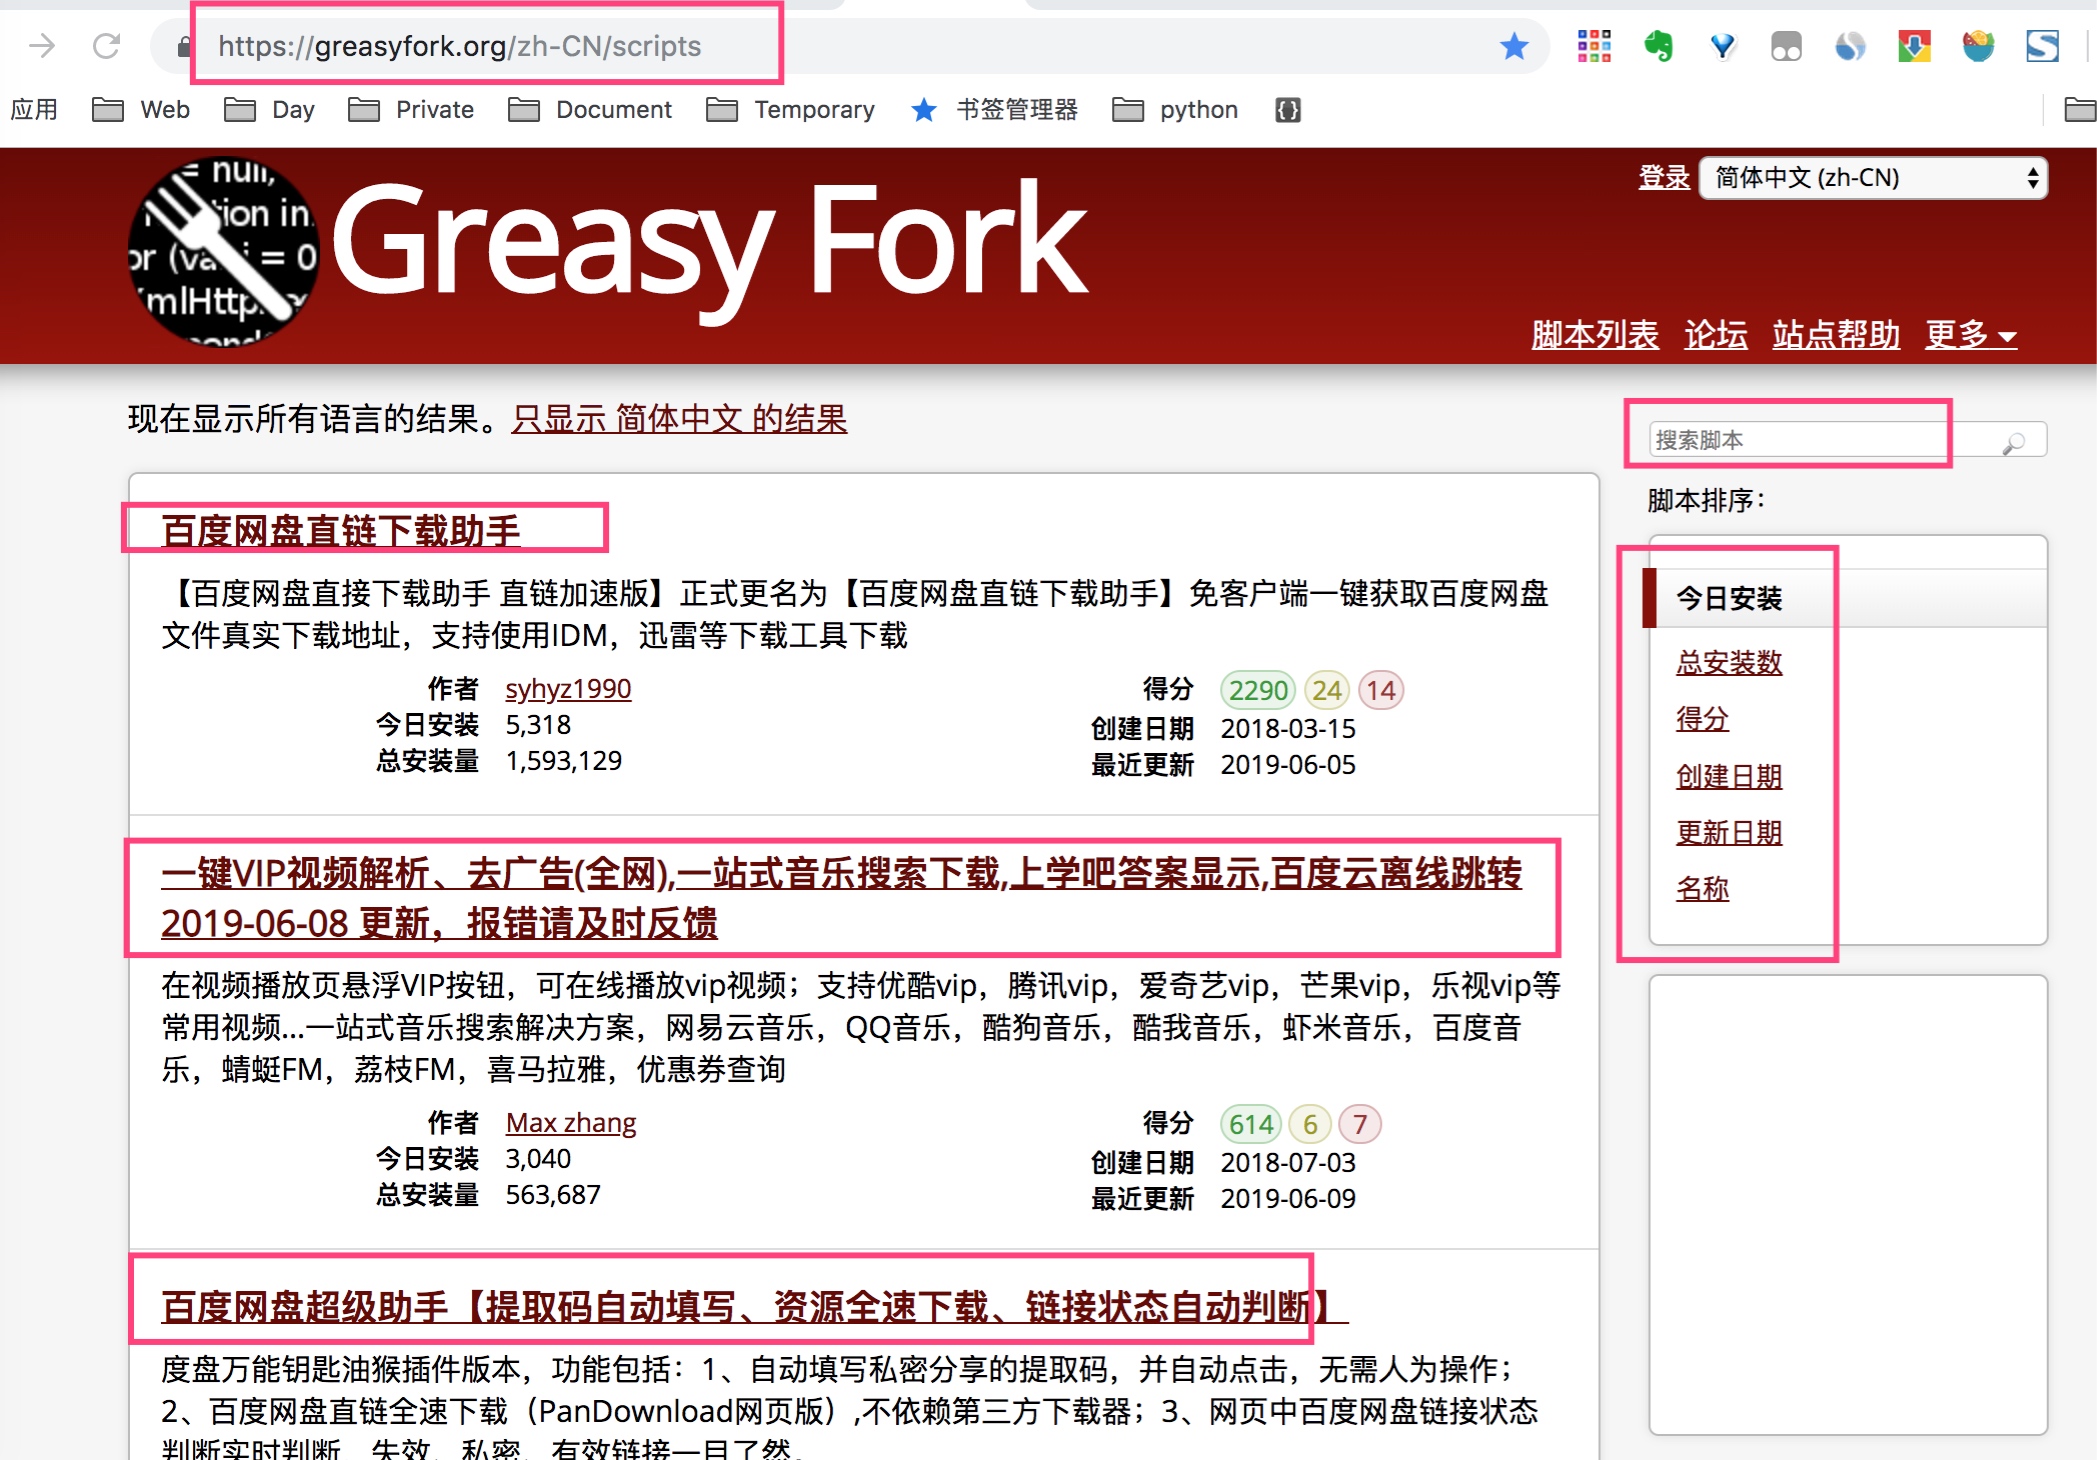 https://greasyfork.org/zh-CN/scripts
应用 Web Day Private Document Temporary 书签管理器 python {}
= null,
tion in
or (va i = 0
mlHttp
Greasy Fork
登录 简体中文 (zh-CN)
脚本列表 论坛 站点帮助 更多
现在显示所有语言的结果。只显示 简体中文 的结果
百度网盘直链下载助手
【百度网盘直接下载助手 直链加速版】正式更名为【百度网盘直链下载助手】免客户端一键获取百度网盘
文件真实下载地址，支持使用IDM，迅雷等下载工具下载
作者 syhyz1990
今日安装 5,318
总安装量 1,593,129
得分 2290 24 14
创建日期 2018-03-15
最近更新 2019-06-05
一键VIP视频解析、去广告(全网),一站式音乐搜索下载,上学吧答案显示,百度云离线跳转
2019-06-08 更新，报错请及时反馈
在视频播放页悬浮VIP按钮，可在线播放vip视频；支持优酷vip，腾讯vip，爱奇艺vip，芒果vip，乐视vip等
常用视频...一站式音乐搜索解决方案，网易云音乐，QQ音乐，酷狗音乐，酷我音乐，虾米音乐，百度音
乐，蜻蜓FM，荔枝FM，喜马拉雅，优惠券查询
作者 Max zhang
今日安装 3,040
总安装量 563,687
得分 614 6 7
创建日期 2018-07-03
最近更新 2019-06-09
百度网盘超级助手【提取码自动填写、资源全速下载、链接状态自动判断】
度盘万能钥匙油猴插件版本，功能包括：1、自动填写私密分享的提取码，并自动点击，无需人为操作；
2、百度网盘直链全速下载（PanDownload网页版）,不依赖第三方下载器；3、网页中百度网盘链接状态
判断实时判断，失效、私密、有效链接一目了然。
搜索脚本
脚本排序：
今日安装
总安装数
得分
创建日期
更新日期
名称